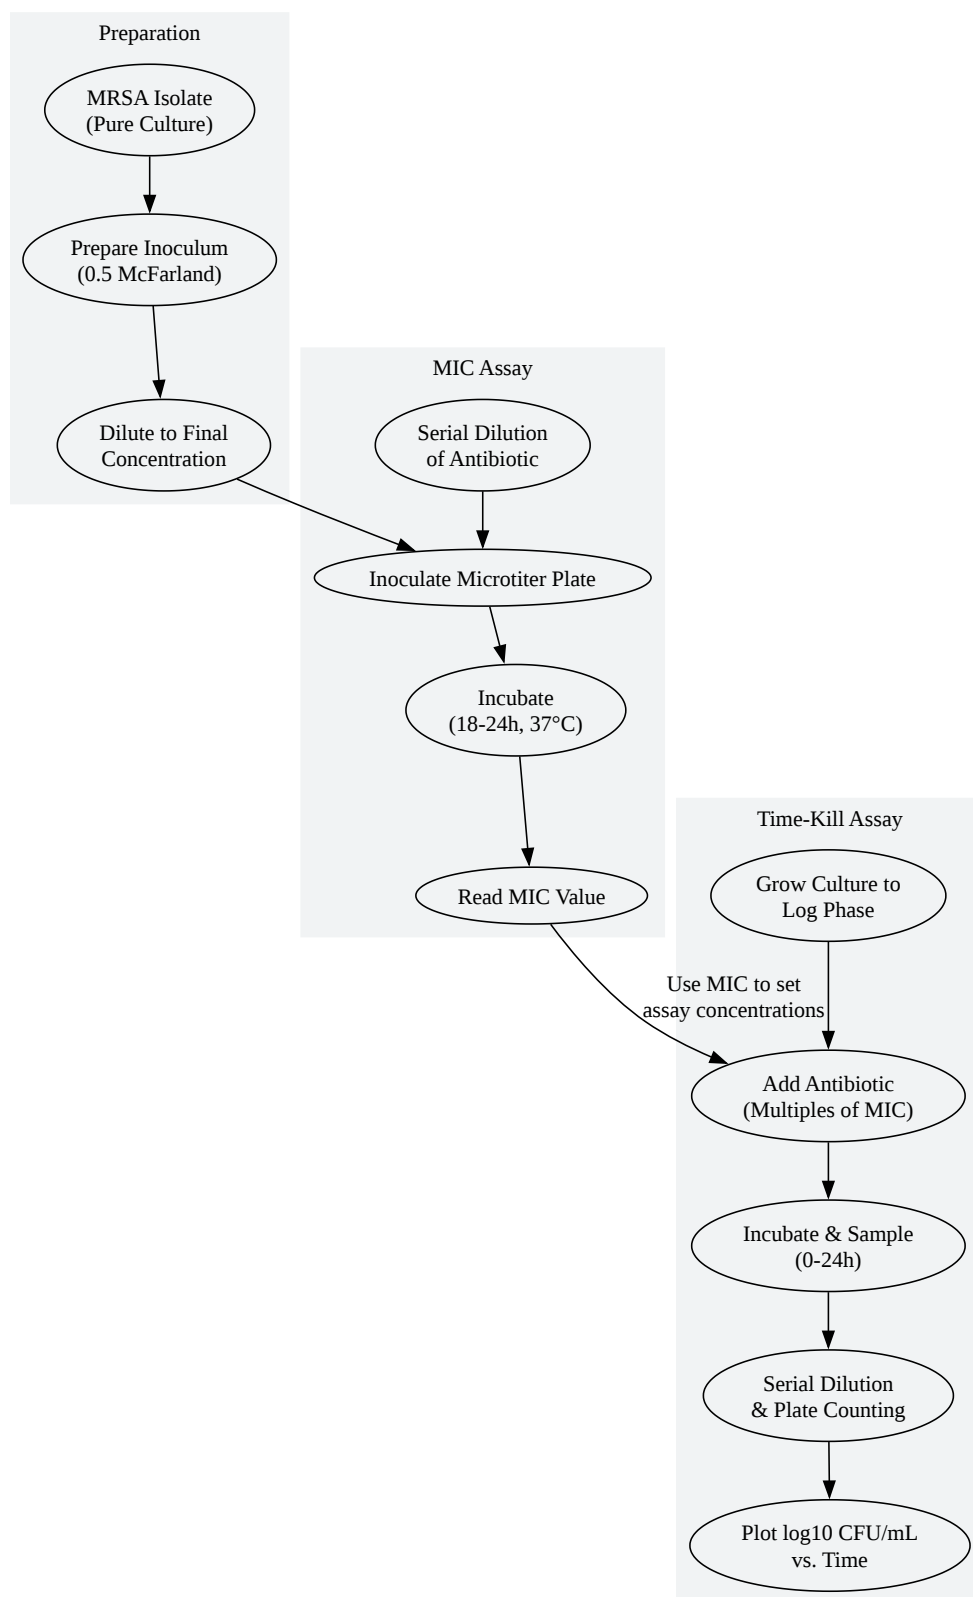 Preparation
MRSA Isolate
(Pure Culture)
Prepare Inoculum
(0.5 McFarland)
Dilute to Final
Concentration
MIC Assay
Serial Dilution
of Antibiotic
Inoculate Microtiter Plate
Incubate
(18-24h, 37°C)
Read MIC Value
Use MIC to set
assay concentrations
Time-Kill Assay
Grow Culture to
Log Phase
Add Antibiotic
(Multiples of MIC)
Incubate & Sample
(0-24h)
Serial Dilution
& Plate Counting
Plot log10 CFU/mL
vs. Time